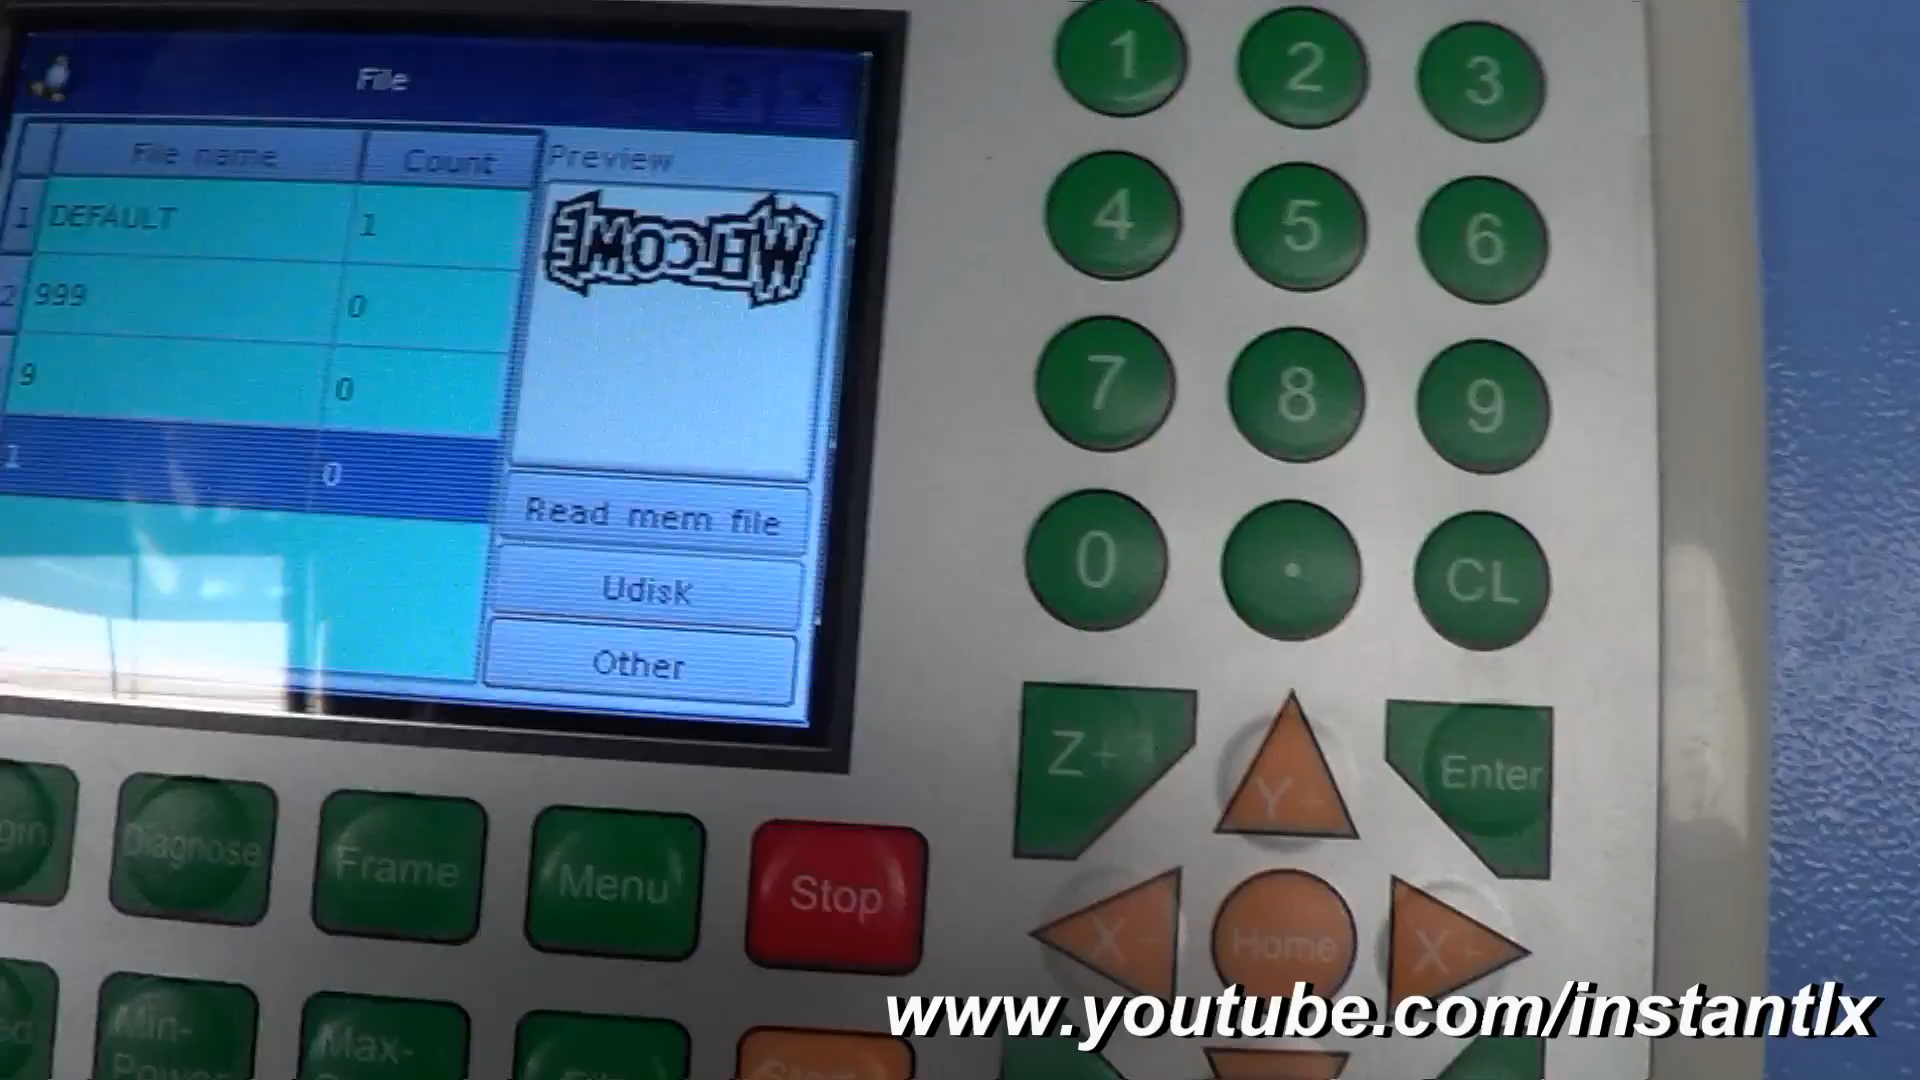 File
File name Count Preview
1 DEFAULT 1
WELCOME
2 999 0
9 0
1 0
Read mem file
Udisk
Other
1 2 3
4 5 6
7 8 9
0 . CL
Z+ Y+ Enter
X- Home X+
Diagnose Frame Menu Stop
Min-
Power
Max-
www.youtube.com/instantlx